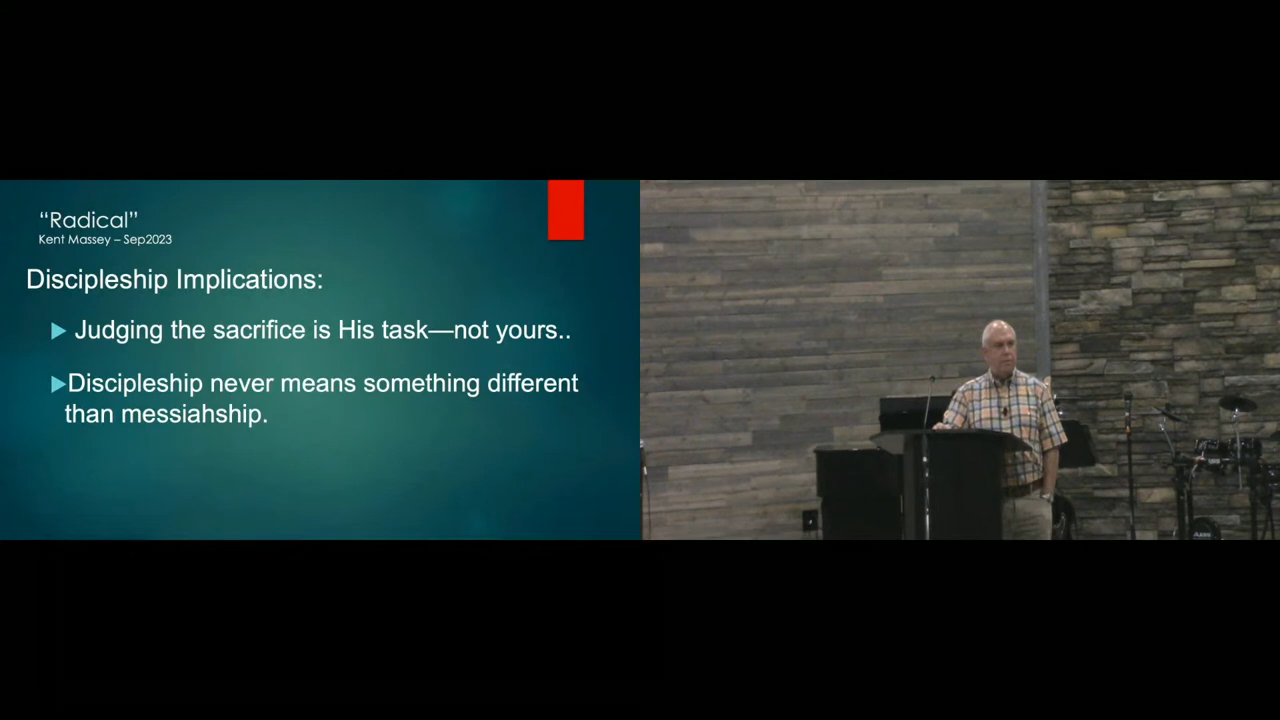 “Radical”
Kent Massey – Sep2023
Discipleship Implications:
Judging the sacrifice is His task—not yours..
Discipleship never means something different
than messiahship.